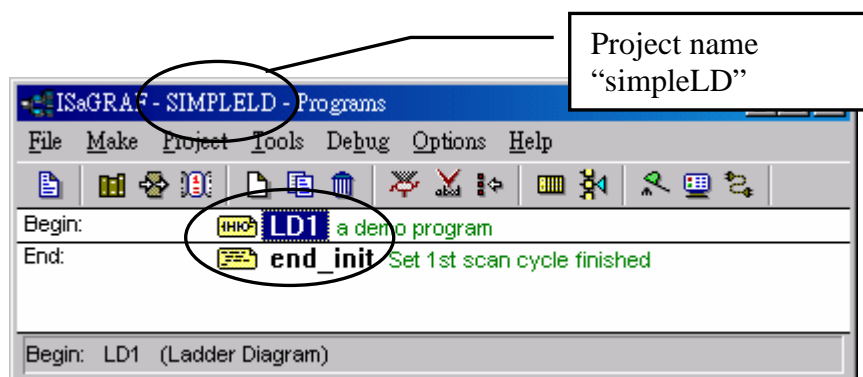 Project name
“simpleLD”
ISaGRAF - SIMPLELD - Programs
File Make Project Tools Debug Options Help
Begin: LD1 a demo program
End: end_init Set 1st scan cycle finished
Begin: LD1 (Ladder Diagram)